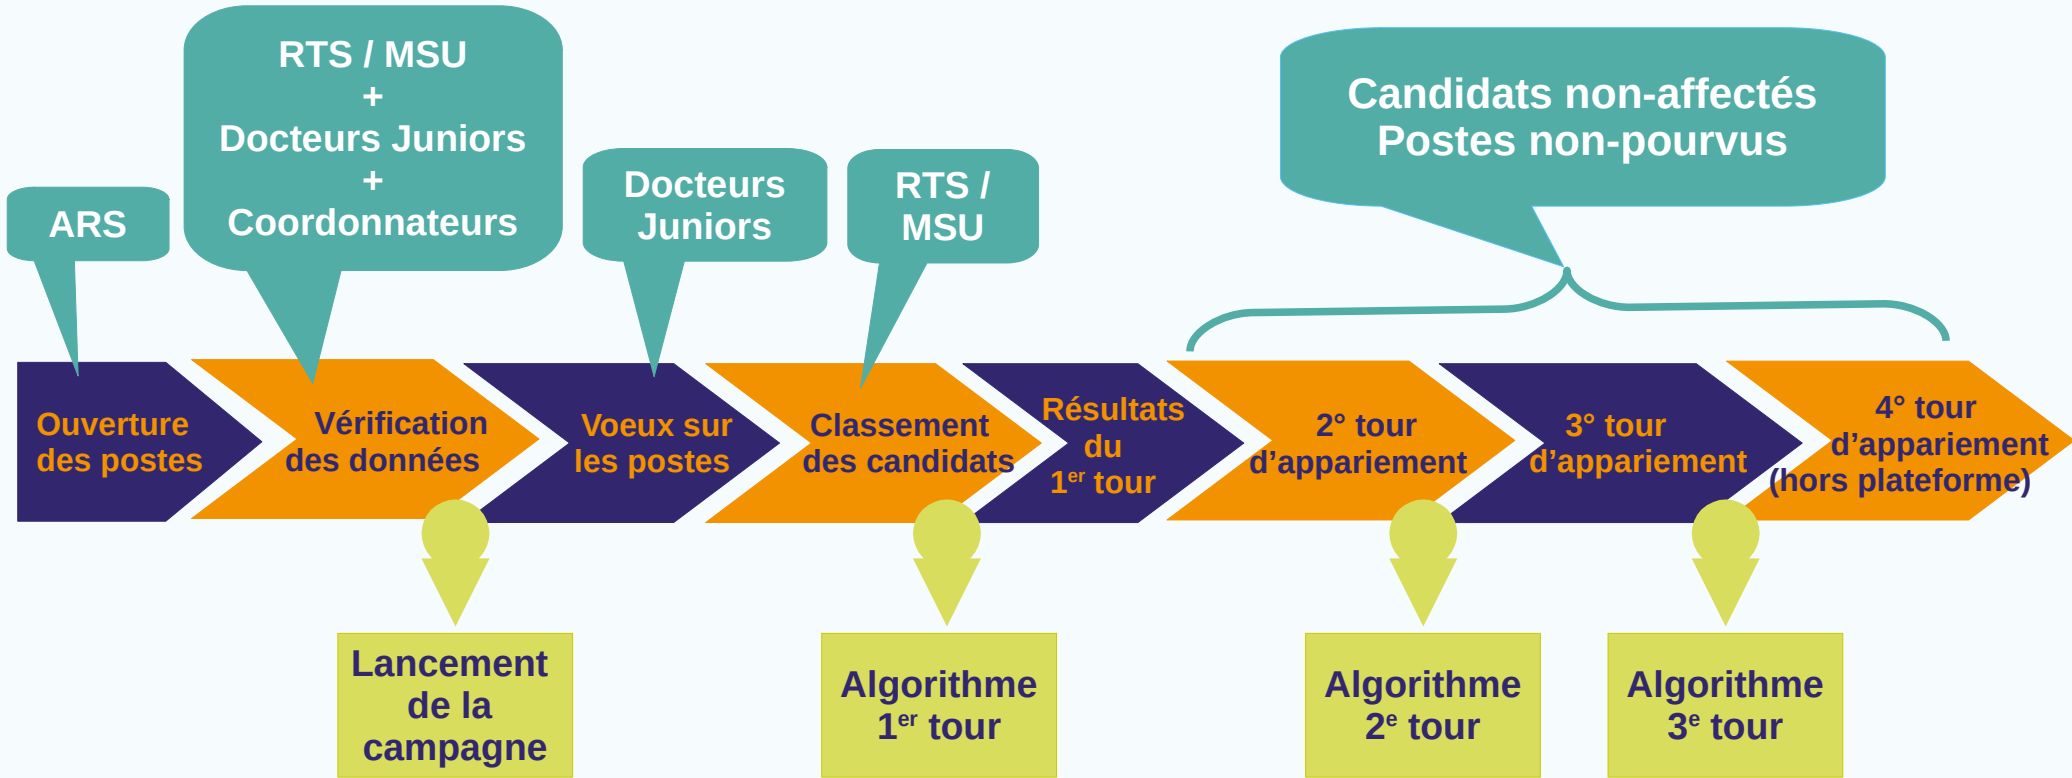 RTS / MSU
+
Docteurs Juniors
+
Coordonnateurs
Candidats non-affectés
Postes non-pourvus
ARS
Docteurs
Juniors
RTS /
MSU
Ouverture
des postes
Vérification
des données
Voeux sur
les postes
Classement
des candidats
Résultats
du
1er tour
2° tour
d’appariement
3° tour
d’appariement
4° tour
d’appariement
(hors plateforme)
Lancement
de la
campagne
Algorithme
1er tour
Algorithme
2e tour
Algorithme
3e tour